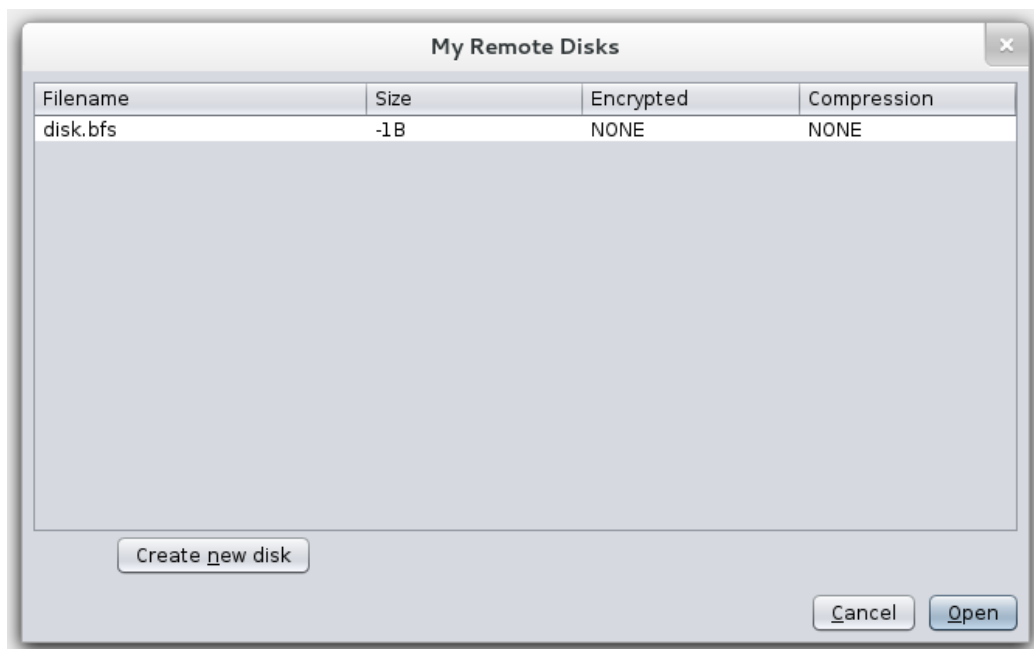 My Remote Disks
Filename Size Encrypted Compression
disk.bfs -1B NONE NONE
Create new disk
Cancel Open